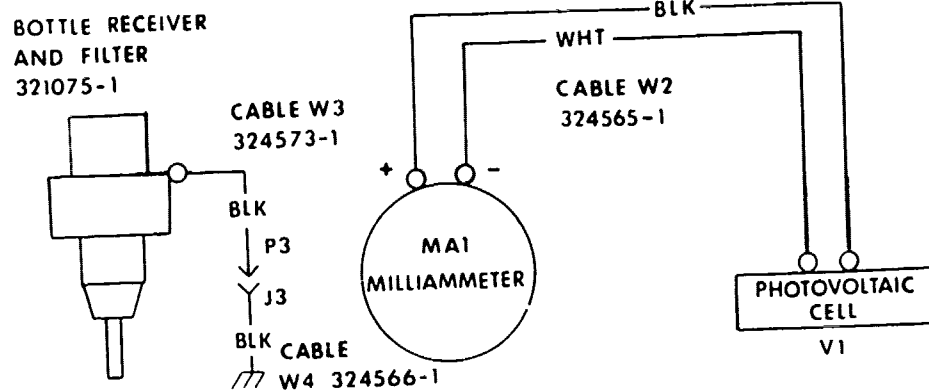 BOTTLE RECEIVER
AND FILTER
321075-1
CABLE W3
324573-1
BLK
P3
J3
BLK
CABLE
W4 324566-1
BLK
WHT
CABLE W2
324565-1
+
-
MA1
MILLIAMMETER
PHOTOVOLTAIC
CELL
V1